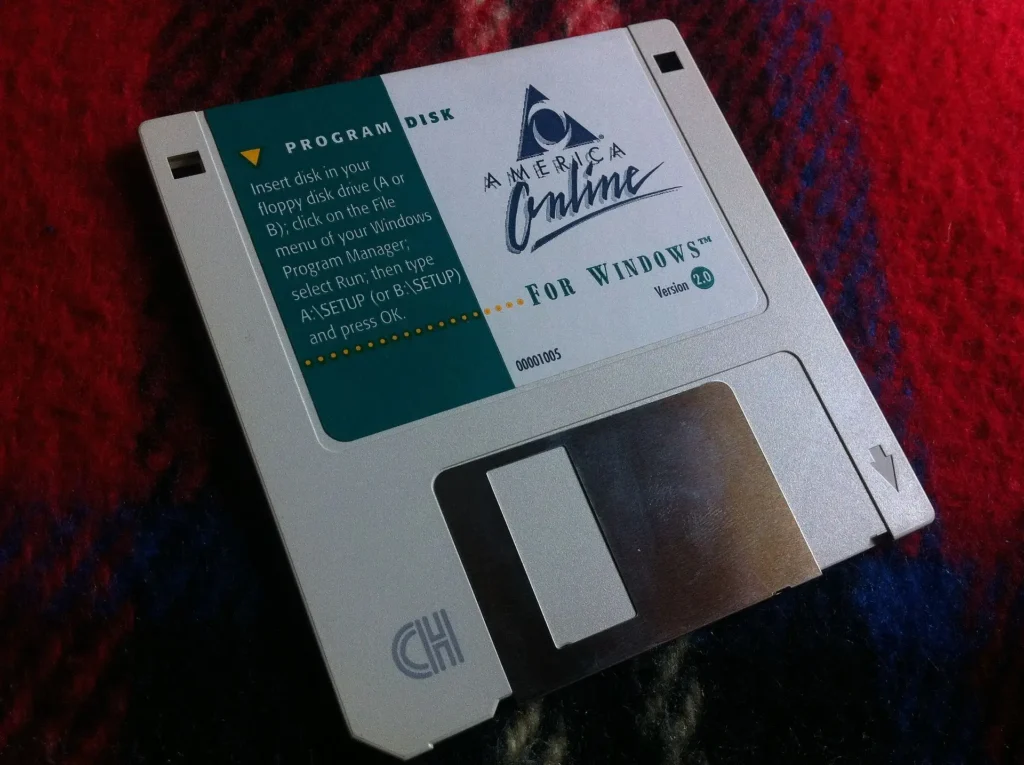 PROGRAM DISK
Insert disk in your
floppy disk drive (A or
B); click on the File
menu of your Windows
Program Manager;
select Run; then type
A:\SETUP (or B:\SETUP)
and press OK.
AMERICA
Online
®
FOR WINDOWS™
Version 2.0
00001005
CH